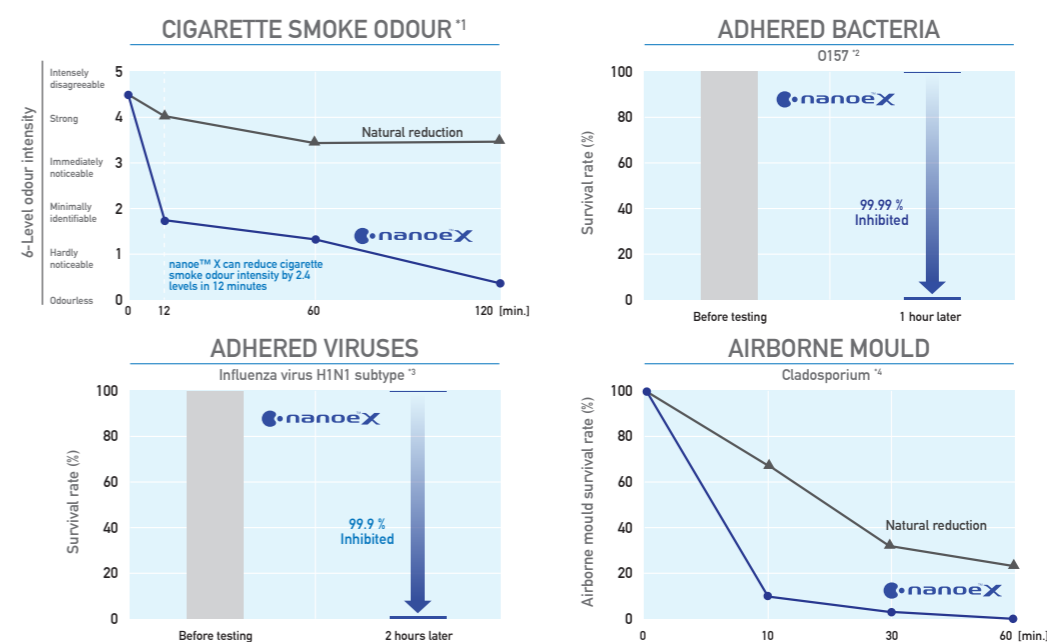 CIGARETTE SMOKE ODOUR *1
6-Level odour intensity
Intensely
disagreeable
Strong
Immediately
noticeable
Minimally
identifiable
Hardly
noticeable
Odourless
5
4
3
2
1
0
Natural reduction
nanoe™X
nanoe™ X can reduce cigarette
smoke odour intensity by 2.4
levels in 12 minutes
0 12 60 120 [min.]
ADHERED BACTERIA
O157 *2
Survival rate (%)
100
80
60
40
20
0
nanoe™X
99.99 %
Inhibited
Before testing 1 hour later
ADHERED VIRUSES
Influenza virus H1N1 subtype *3
Survival rate (%)
100
80
60
40
20
0
nanoe™X
99.9 %
Inhibited
Before testing 2 hours later
AIRBORNE MOULD
Cladosporium *4
Airborne mould survival rate (%)
100
80
60
40
20
0
Natural reduction
nanoe™X
0 10 30 60 [min.]